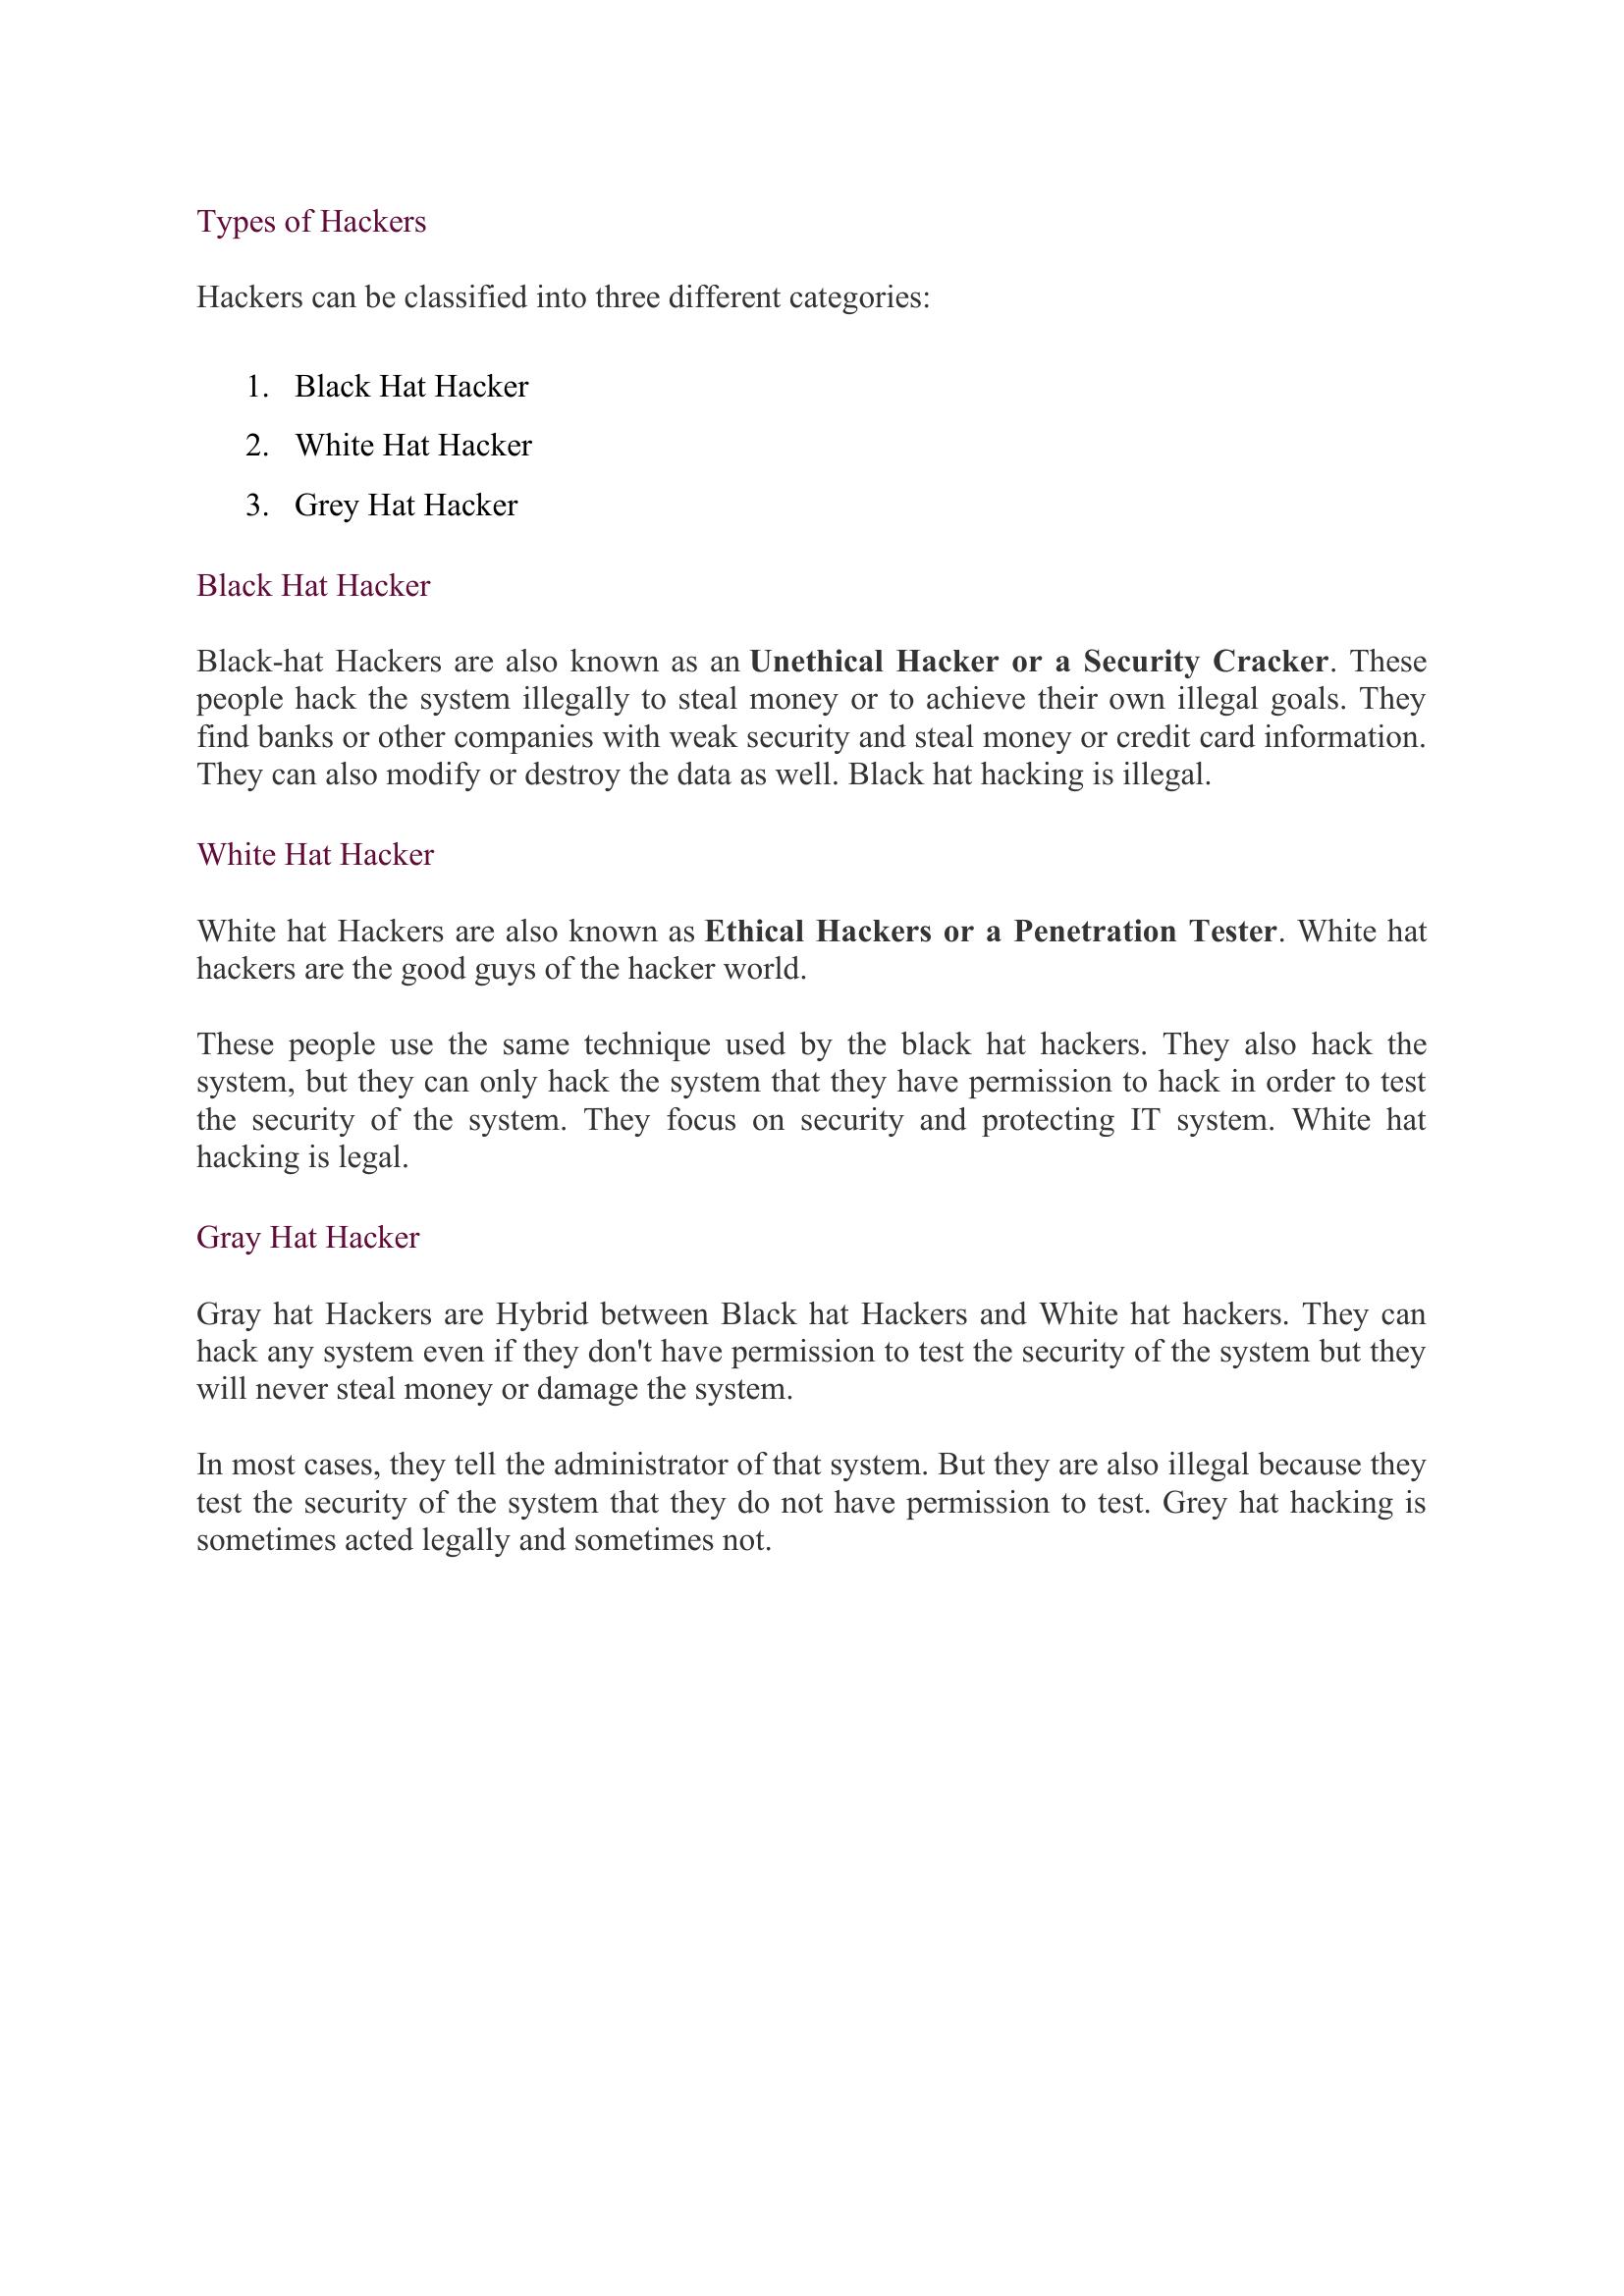 Types of Hackers
Hackers can be classified into three different categories:
1. Black Hat Hacker
2. White Hat Hacker
3. Grey Hat Hacker
Black Hat Hacker
Black-hat Hackers are also known as an Unethical Hacker or a Security Cracker. These
people hack the system illegally to steal money or to achieve their own illegal goals. They
find banks or other companies with weak security and steal money or credit card information.
They can also modify or destroy the data as well. Black hat hacking is illegal.
White Hat Hacker
White hat Hackers are also known as Ethical Hackers or a Penetration Tester. White hat
hackers are the good guys of the hacker world.
These people use the same technique used by the black hat hackers. They also hack the
system, but they can only hack the system that they have permission to hack in order to test
the security of the system. They focus on security and protecting IT system. White hat
hacking is legal.
Gray Hat Hacker
Gray hat Hackers are Hybrid between Black hat Hackers and White hat hackers. They can
hack any system even if they don't have permission to test the security of the system but they
will never steal money or damage the system.
In most cases, they tell the administrator of that system. But they are also illegal because they
test the security of the system that they do not have permission to test. Grey hat hacking is
sometimes acted legally and sometimes not.